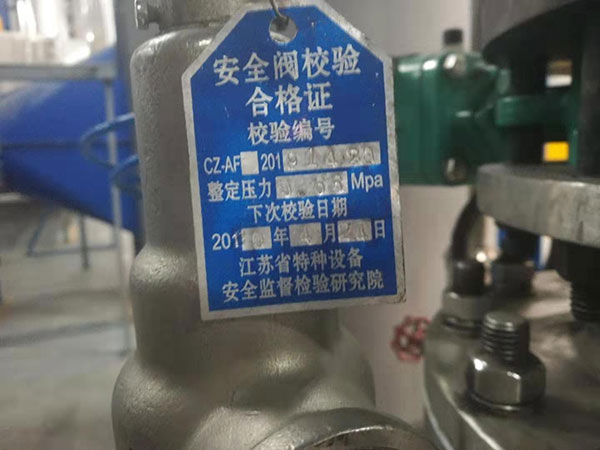 安全阀校验
合格证
校验编号
CZ-AF 201
整定压力 Mpa
下次校验日期
201 年 月 日
江苏省特种设备
安全监督检验研究院